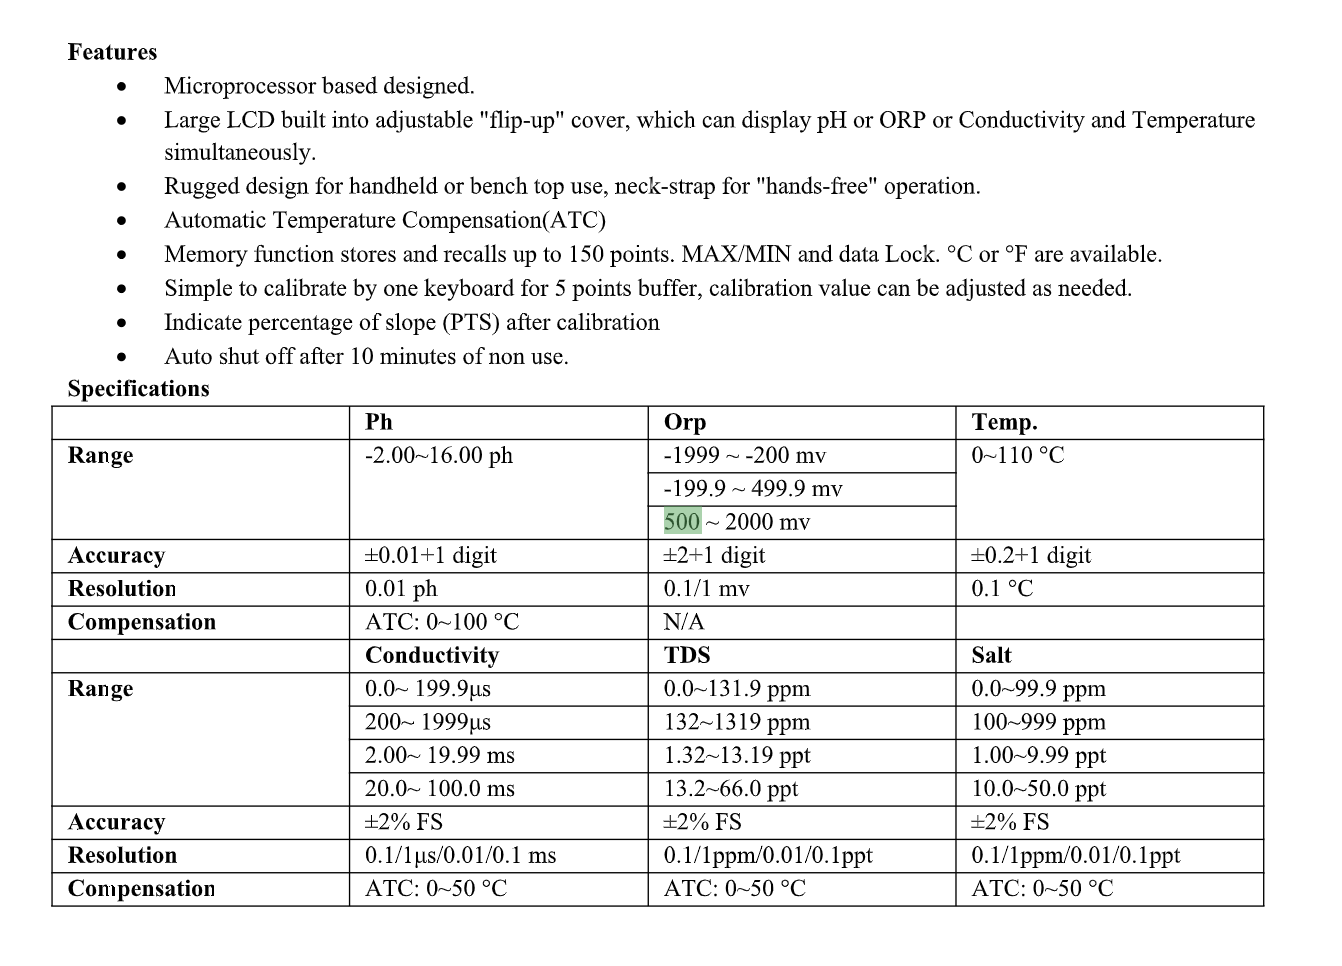 Features
• Microprocessor based designed.
• Large LCD built into adjustable "flip-up" cover, which can display pH or ORP or Conductivity and Temperature
simultaneously.
• Rugged design for handheld or bench top use, neck-strap for "hands-free" operation.
• Automatic Temperature Compensation(ATC)
• Memory function stores and recalls up to 150 points. MAX/MIN and data Lock. °C or °F are available.
• Simple to calibrate by one keyboard for 5 points buffer, calibration value can be adjusted as needed.
• Indicate percentage of slope (PTS) after calibration
• Auto shut off after 10 minutes of non use.
Specifications
Ph Orp Temp.
Range -2.00~16.00 ph -1999 ~ -200 mv 0~110 °C
-199.9 ~ 499.9 mv
500 ~ 2000 mv
Accuracy ±0.01+1 digit ±2+1 digit ±0.2+1 digit
Resolution 0.01 ph 0.1/1 mv 0.1 °C
Compensation ATC: 0~100 °C N/A
Conductivity TDS Salt
Range 0.0~ 199.9μs 0.0~131.9 ppm 0.0~99.9 ppm
200~ 1999μs 132~1319 ppm 100~999 ppm
2.00~ 19.99 ms 1.32~13.19 ppt 1.00~9.99 ppt
20.0~ 100.0 ms 13.2~66.0 ppt 10.0~50.0 ppt
Accuracy ±2% FS ±2% FS ±2% FS
Resolution 0.1/1μs/0.01/0.1 ms 0.1/1ppm/0.01/0.1ppt 0.1/1ppm/0.01/0.1ppt
Compensation ATC: 0~50 °C ATC: 0~50 °C ATC: 0~50 °C